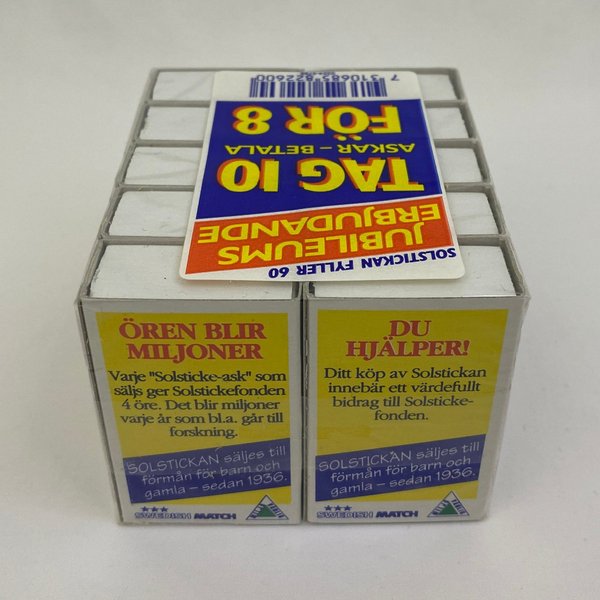 SOLSTICKAN FYLLER 60
JUBILEUMS
ERBJUDANDE
TAG 10
ASKAR – BETALA
FÖR 8
7 310685 822600
ÖREN BLIR
MILJONER
Varje "Solsticke-ask" som
säljs ger Solstickefonden
4 öre. Det blir miljoner
varje år som bl.a. går till
forskning.
SOLSTICKAN säljes till
förmån för barn och
gamla – sedan 1936.
SWEDISH MATCH
DU
HJÄLPER!
Ditt köp av Solstickan
innebär ett värdefullt
bidrag till Solsticke-
fonden.
SOLSTICKAN säljes till
förmån för barn och
gamla – sedan 1936.
SWEDISH MATCH